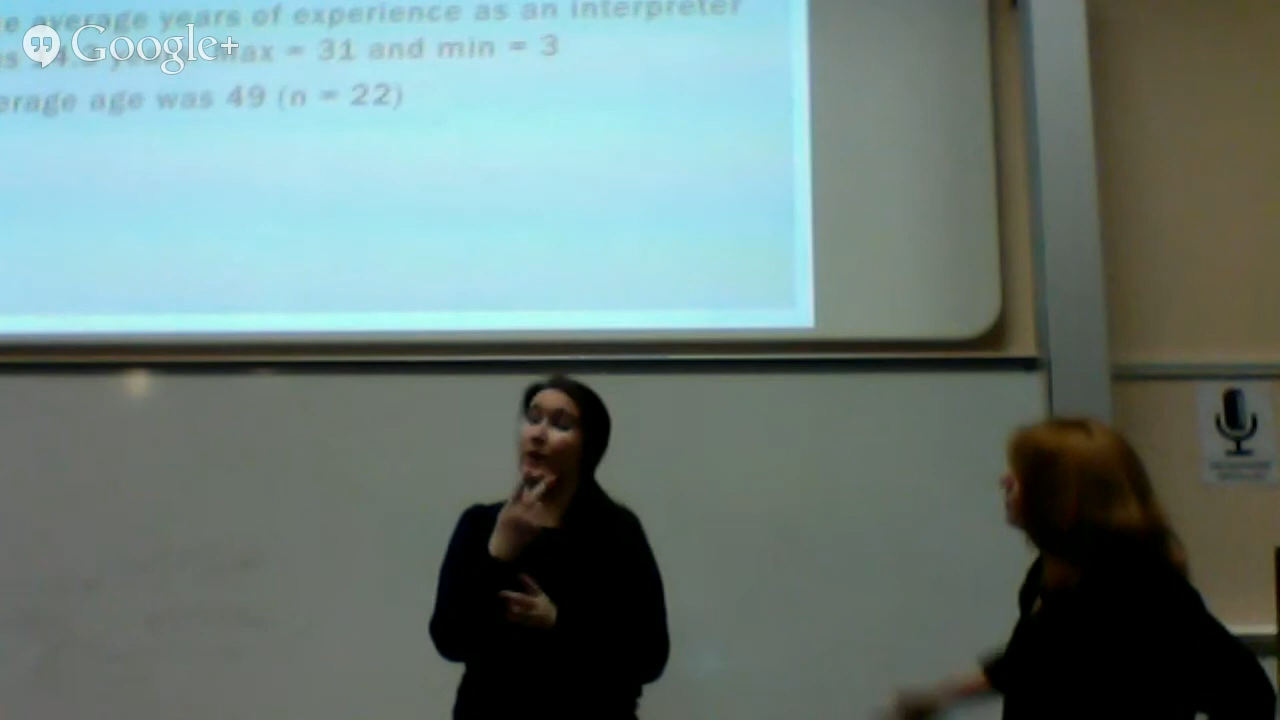 e average years of experience as an interpreter
Google+
max = 31 and min = 3
erage age was 49 (n = 22)